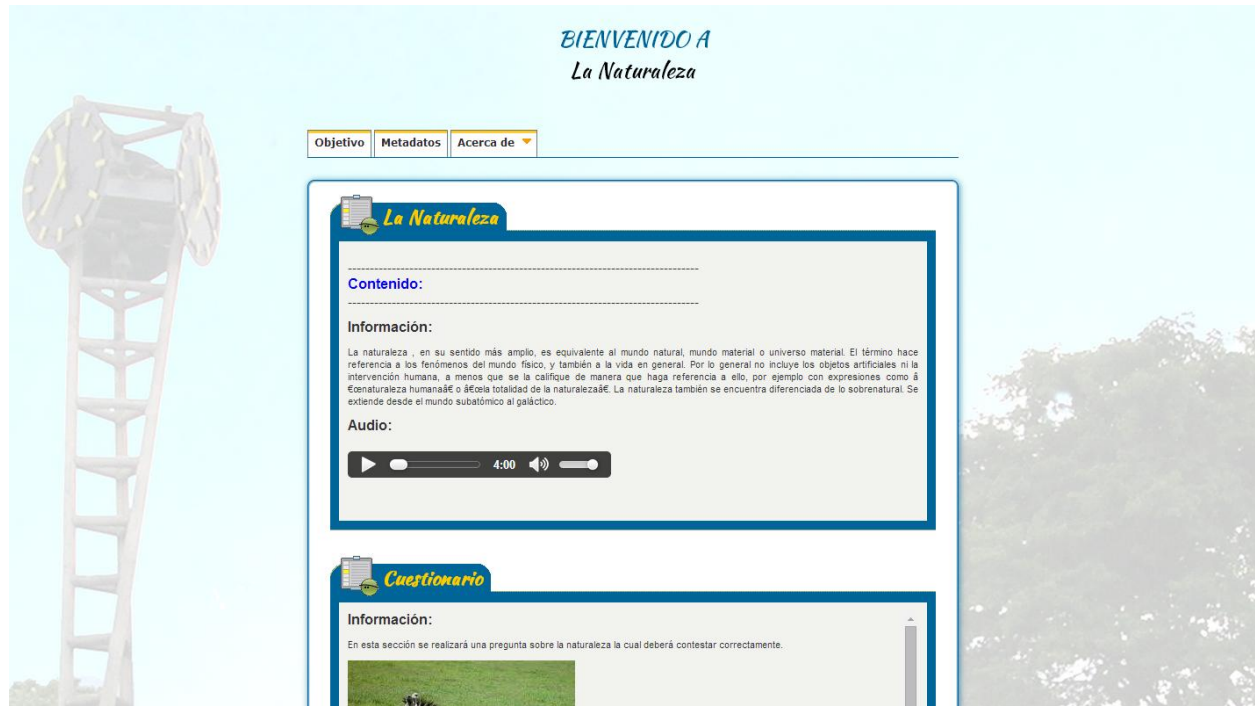 BIENVENIDO A
La Naturaleza
Objetivo Metadatos Acerca de
La Naturaleza
--------------------------------------------------------------------------------
Contenido:
--------------------------------------------------------------------------------
Información:
La naturaleza , en su sentido más amplio, es equivalente al mundo natural, mundo material o universo material. El término hace
referencia a los fenómenos del mundo físico, y también a la vida en general. Por lo general no incluye los objetos artificiales ni la
intervención humana, a menos que se la califique de manera que haga referencia a ello, por ejemplo con expresiones como â
€œnaturaleza humanaâ€ o â€œla totalidad de la naturalezaâ€. La naturaleza también se encuentra diferenciada de lo sobrenatural. Se
extiende desde el mundo subatómico al galáctico.
Audio:
4:00
Cuestionario
Información:
En esta sección se realizará una pregunta sobre la naturaleza la cual deberá contestar correctamente.